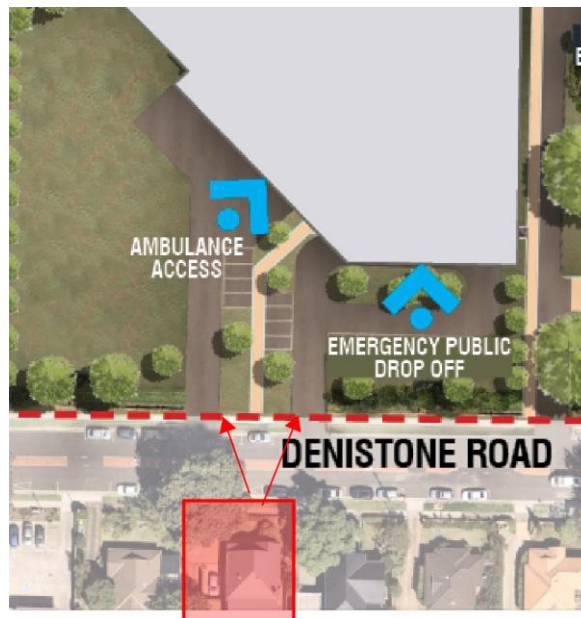 AMBULANCE
ACCESS
EMERGENCY PUBLIC
DROP OFF
DENISTONE ROAD